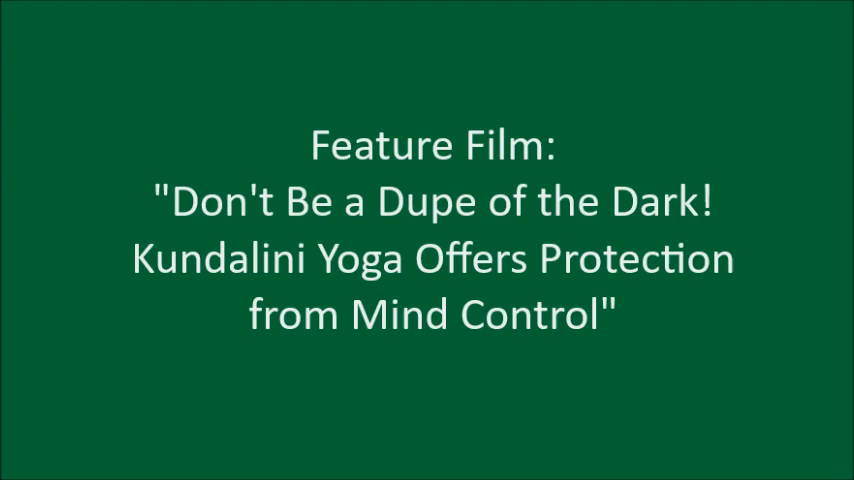 Feature Film:
"Don't Be a Dupe of the Dark!
Kundalini Yoga Offers Protection
from Mind Control"